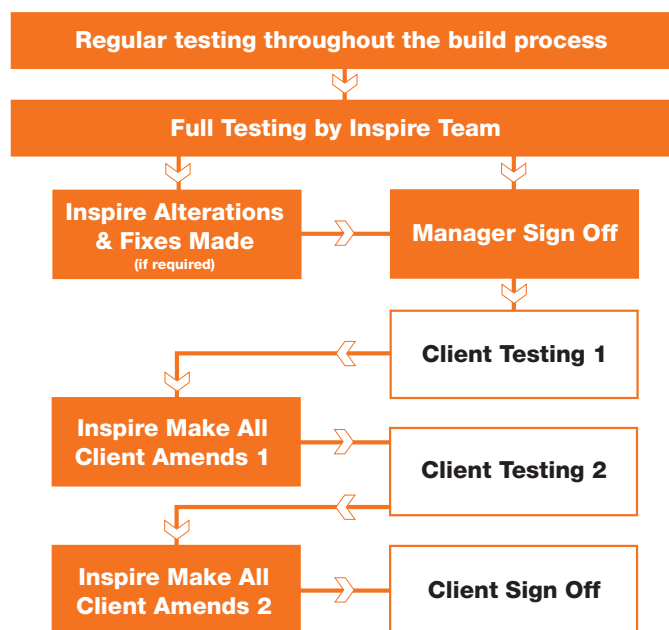 Regular testing throughout the build process
Full Testing by Inspire Team
Inspire Alterations
& Fixes Made
(if required)
Manager Sign Off
Client Testing 1
Inspire Make All
Client Amends 1
Client Testing 2
Inspire Make All
Client Amends 2
Client Sign Off